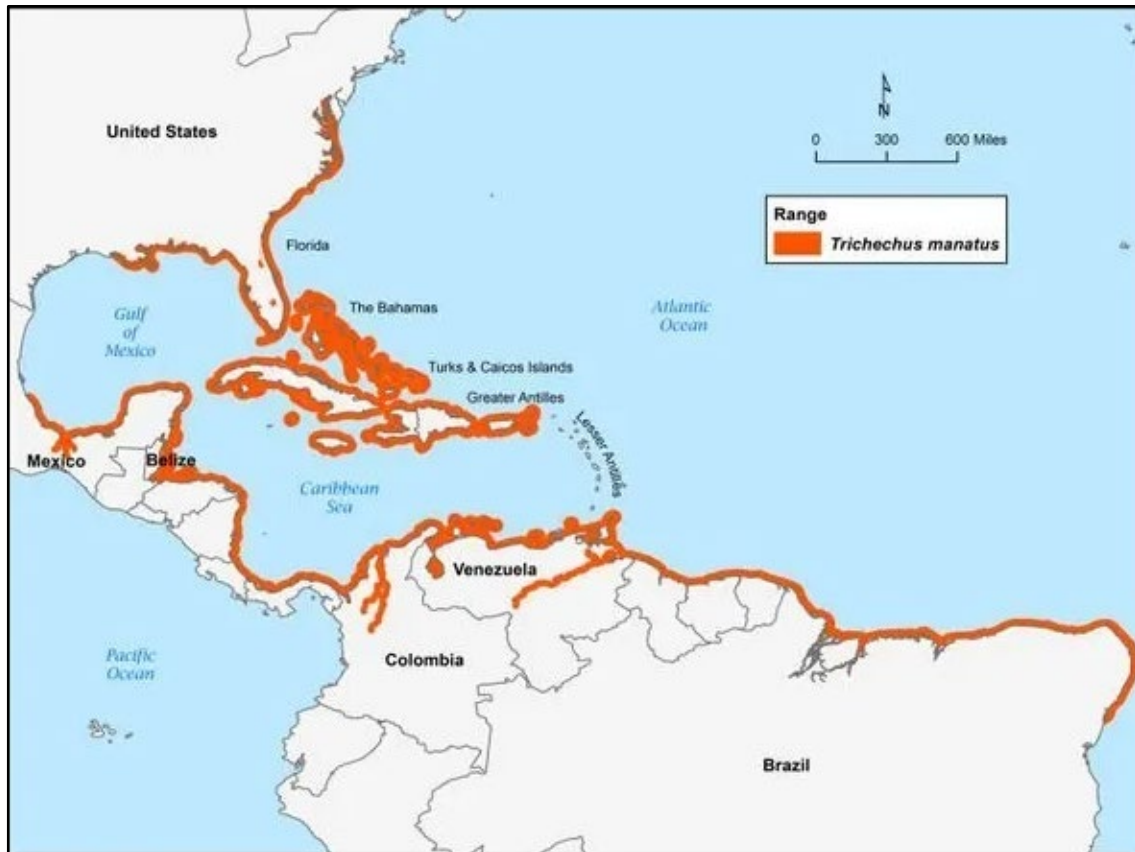 United States
N
0 300 600 Miles
Range
Trichechus manatus
Florida
The Bahamas
Gulf
of
Mexico
Atlantic
Ocean
Turks & Caicos Islands
Greater Antilles
Lesser Antilles
Mexico
Belize
Caribbean
Sea
Venezuela
Pacific
Ocean
Colombia
Brazil